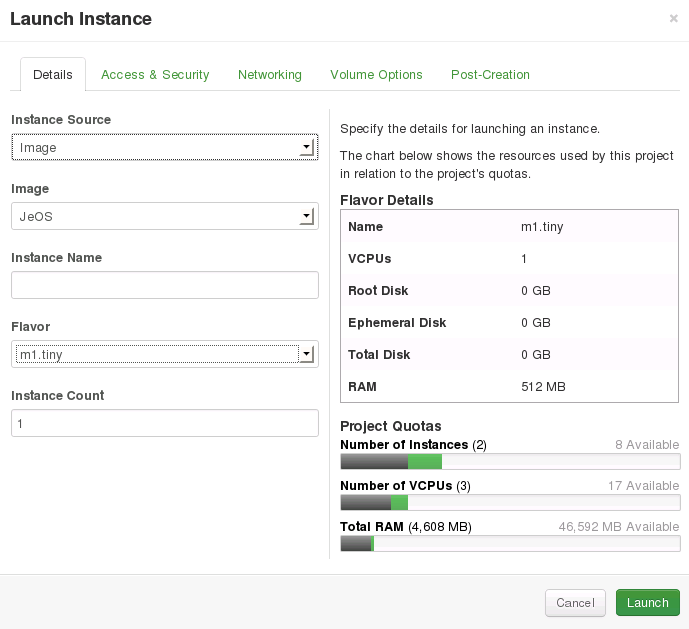 Launch Instance
×
Details
Access & Security
Networking
Volume Options
Post-Creation
Instance Source
Image
Image
JeOS
Instance Name
Flavor
m1.tiny
Instance Count
1
Specify the details for launching an instance.
The chart below shows the resources used by this project
in relation to the project's quotas.
Flavor Details
Name m1.tiny
VCPUs 1
Root Disk 0 GB
Ephemeral Disk 0 GB
Total Disk 0 GB
RAM 512 MB
Project Quotas
Number of Instances (2) 8 Available
Number of VCPUs (3) 17 Available
Total RAM (4,608 MB) 46,592 MB Available
Cancel
Launch